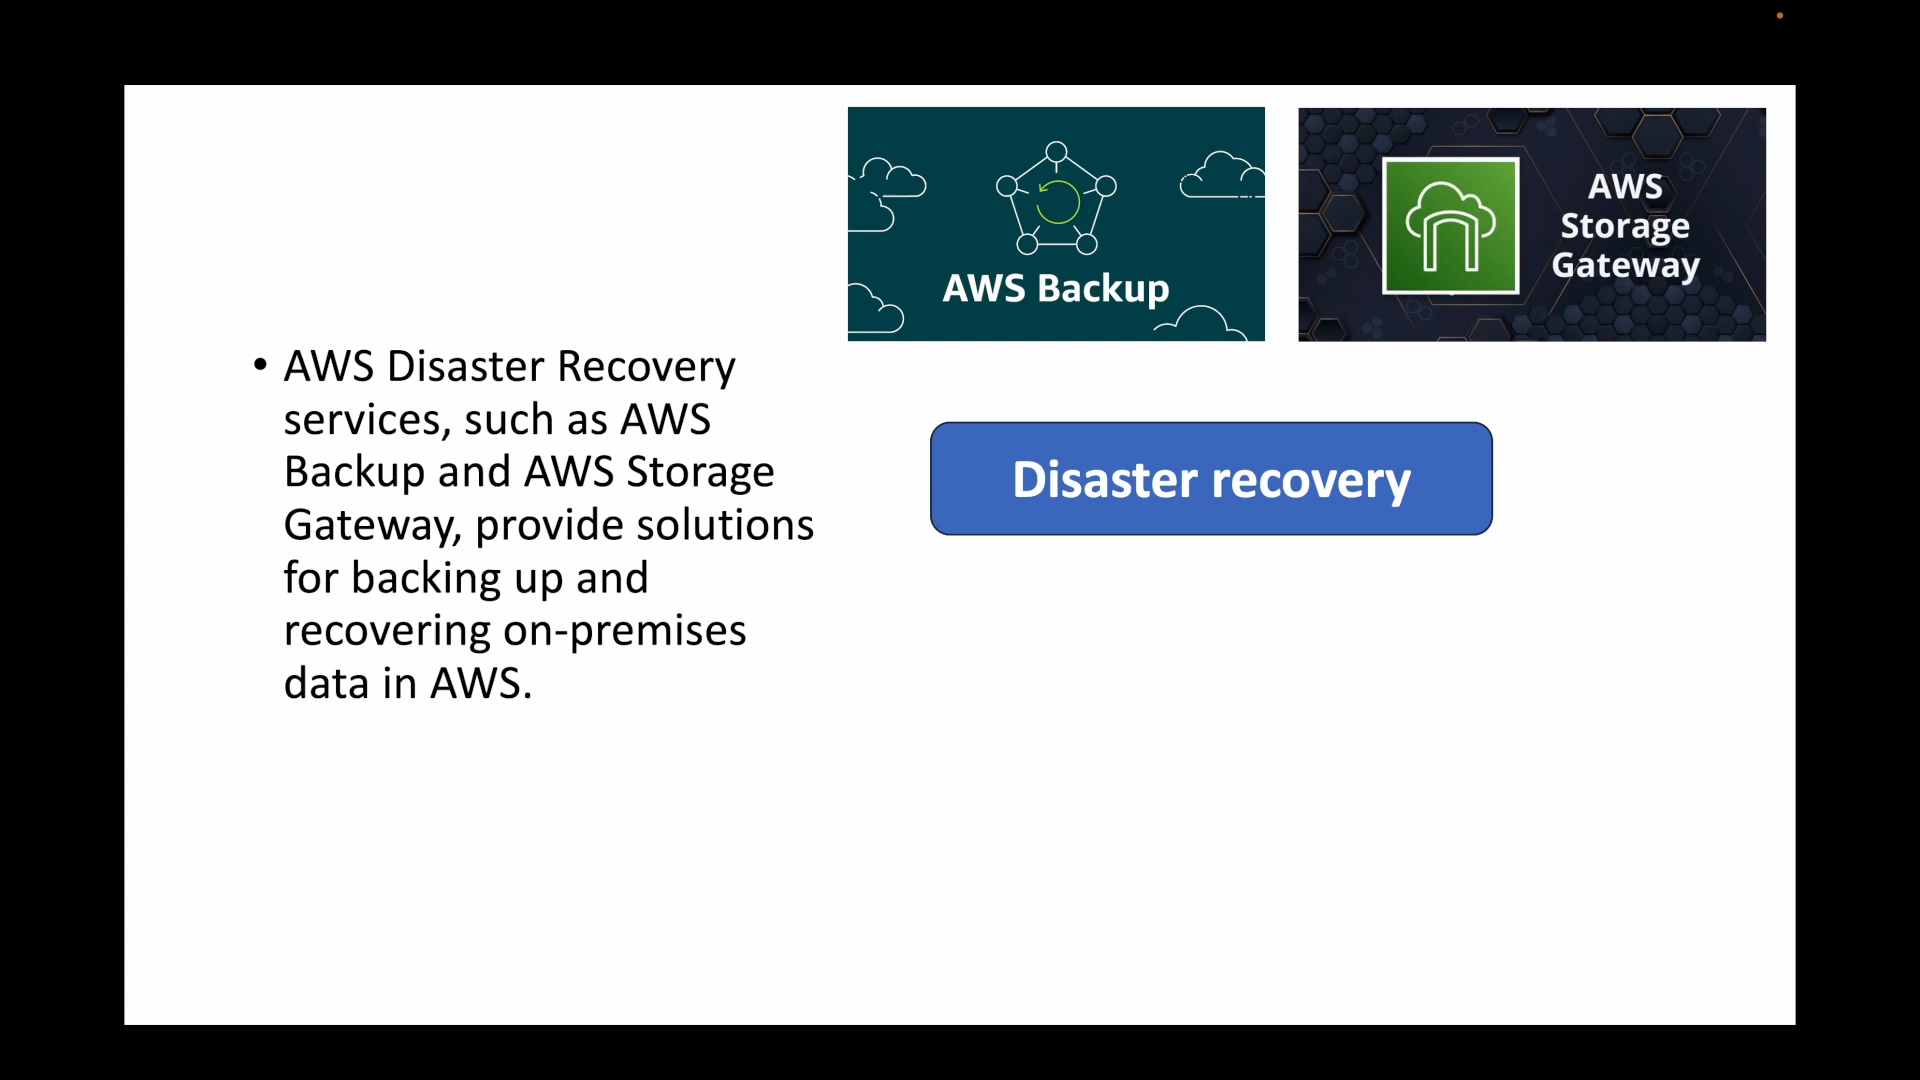 AWS Backup
AWS
Storage
Gateway
• AWS Disaster Recovery
services, such as AWS
Backup and AWS Storage
Gateway, provide solutions
for backing up and
recovering on-premises
data in AWS.
Disaster recovery